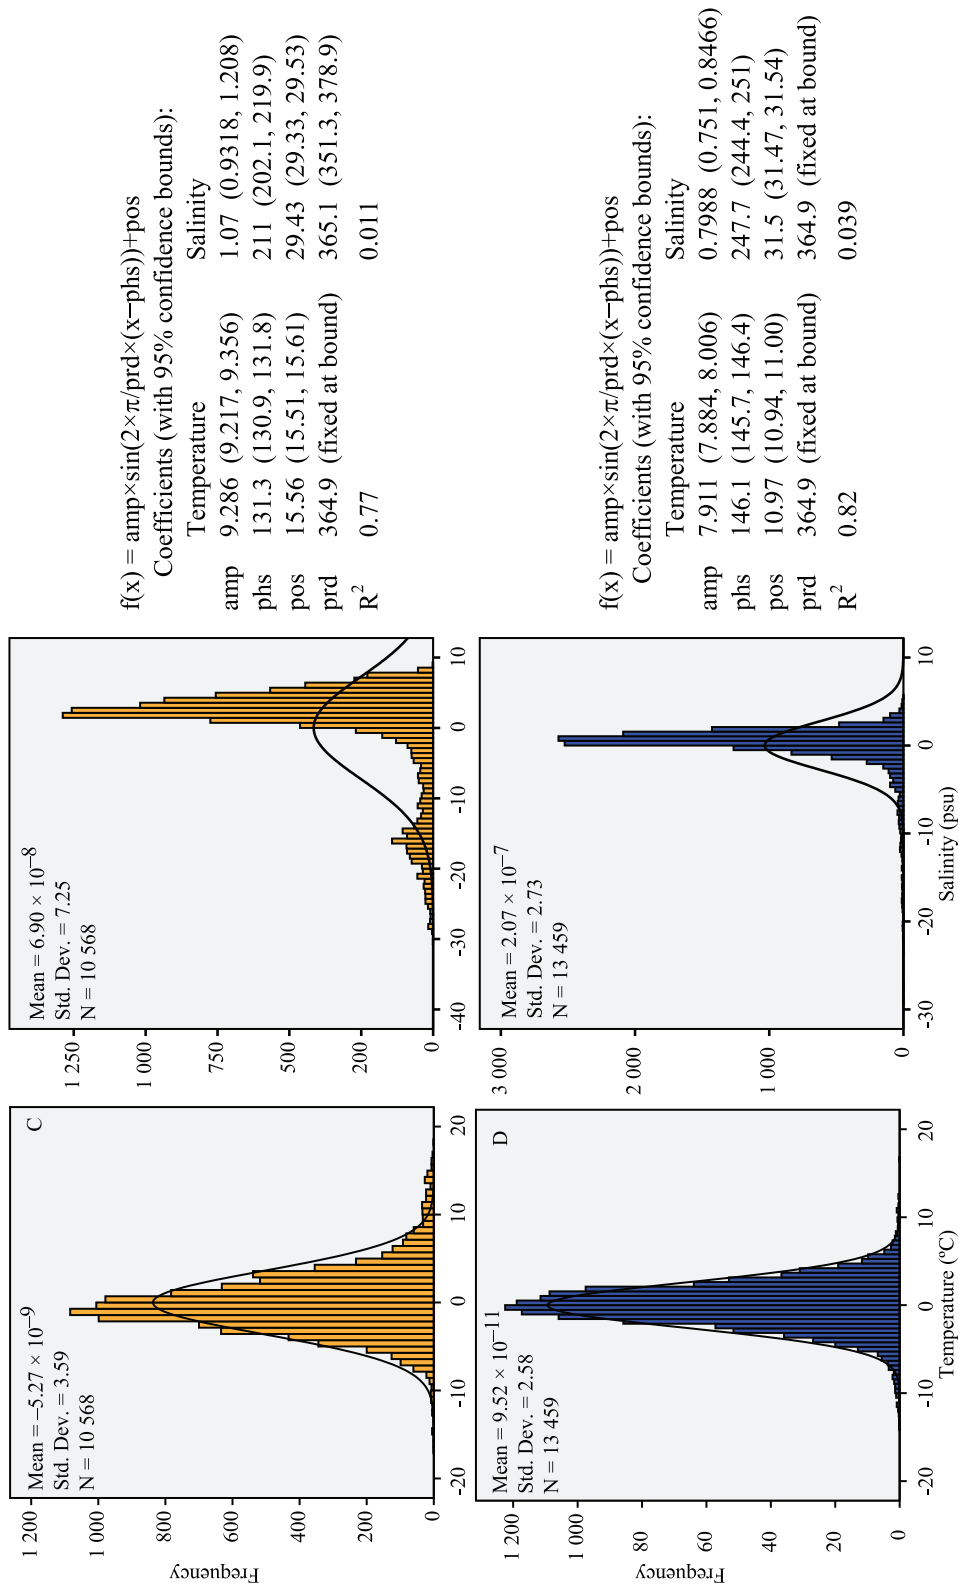 Mean = −5.27 × 10−9
Std. Dev. = 3.59
N = 10 568
C
Frequency
1 200
1 000
800
600
400
200
0
-20
-10
0
10
20
Mean = 6.90 × 10−8
Std. Dev. = 7.25
N = 10 568
1 250
1 000
750
500
250
0
-40
-30
-20
-10
0
10
f(x) = amp×sin(2×π/prd×(x−phs))+pos
Coefficients (with 95% confidence bounds):
Temperature Salinity
amp 9.286 (9.217, 9.356) 1.07 (0.9318, 1.208)
phs 131.3 (130.9, 131.8) 211 (202.1, 219.9)
pos 15.56 (15.51, 15.61) 29.43 (29.33, 29.53)
prd 364.9 (fixed at bound) 365.1 (351.3, 378.9)
R2 0.77 0.011
Mean = 9.52 × 10−11
Std. Dev. = 2.58
N = 13 459
D
Frequency
1 200
1 000
80
60
40
20
0
-20
-10
0
10
20
Temperature (ºC)
Mean = 2.07 × 10−7
Std. Dev. = 2.73
N = 13 459
3 000
2 000
1 000
0
-30
-20
-10
0
10
Salinity (psu)
f(x) = amp×sin(2×π/prd×(x−phs))+pos
Coefficients (with 95% confidence bounds):
Temperature Salinity
amp 7.911 (7.884, 8.006) 0.7988 (0.751, 0.8466)
phs 146.1 (145.7, 146.4) 247.7 (244.4, 251)
pos 10.97 (10.94, 11.00) 31.5 (31.47, 31.54)
prd 364.9 (fixed at bound) 364.9 (fixed at bound)
R2 0.82 0.039